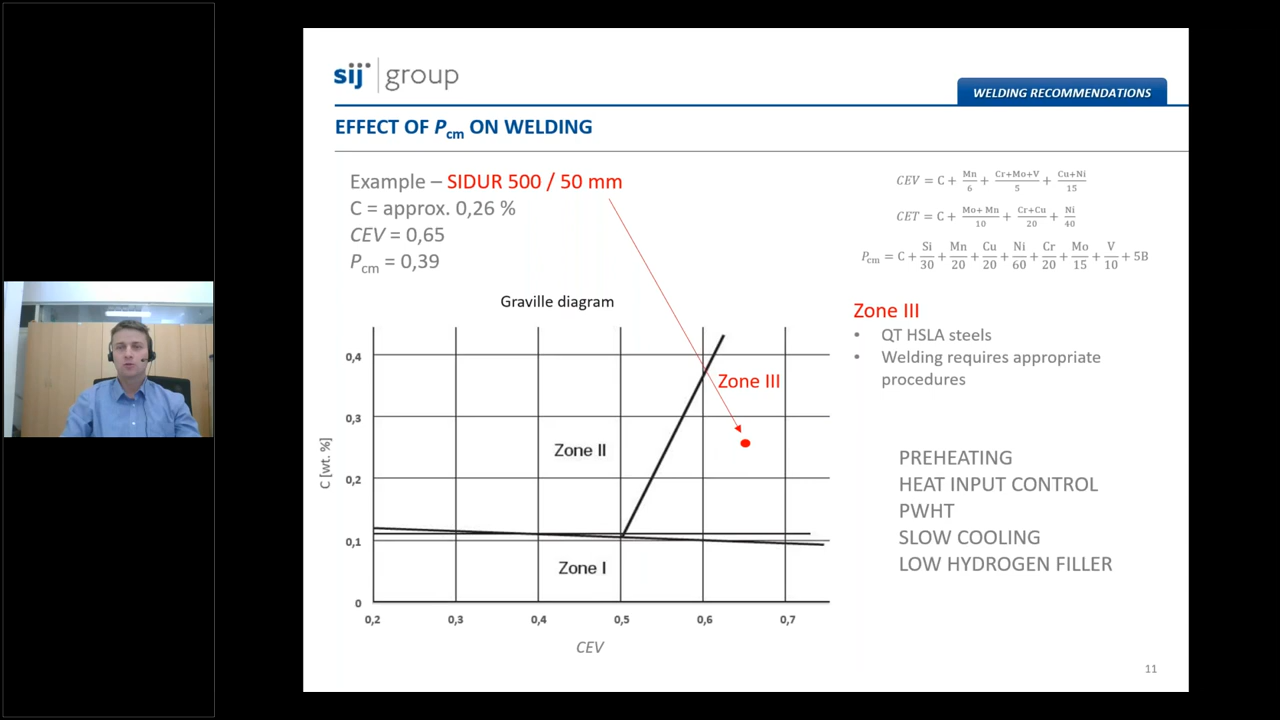 sij group
WELDING RECOMMENDATIONS
EFFECT OF Pcm ON WELDING
Example – SIDUR 500 / 50 mm
C = approx. 0,26 %
CEV = 0,65
Pcm = 0,39
CEV = C + Mn/6 + Cr+Mo+V/5 + Cu+Ni/15
CET = C + Mo+Mn/10 + Cr+Cu/20 + Ni/40
Pcm = C + Si/30 + Mn/20 + Cu/20 + Ni/60 + Cr/20 + Mo/15 + V/10 + 5B
Graville diagram
C [wt. %]
0,4
0,3
0,2
0,1
0
Zone III
Zone II
Zone I
0,2 0,3 0,4 0,5 0,6 0,7
CEV
Zone III
• QT HSLA steels
• Welding requires appropriate
procedures
PREHEATING
HEAT INPUT CONTROL
PWHT
SLOW COOLING
LOW HYDROGEN FILLER
11